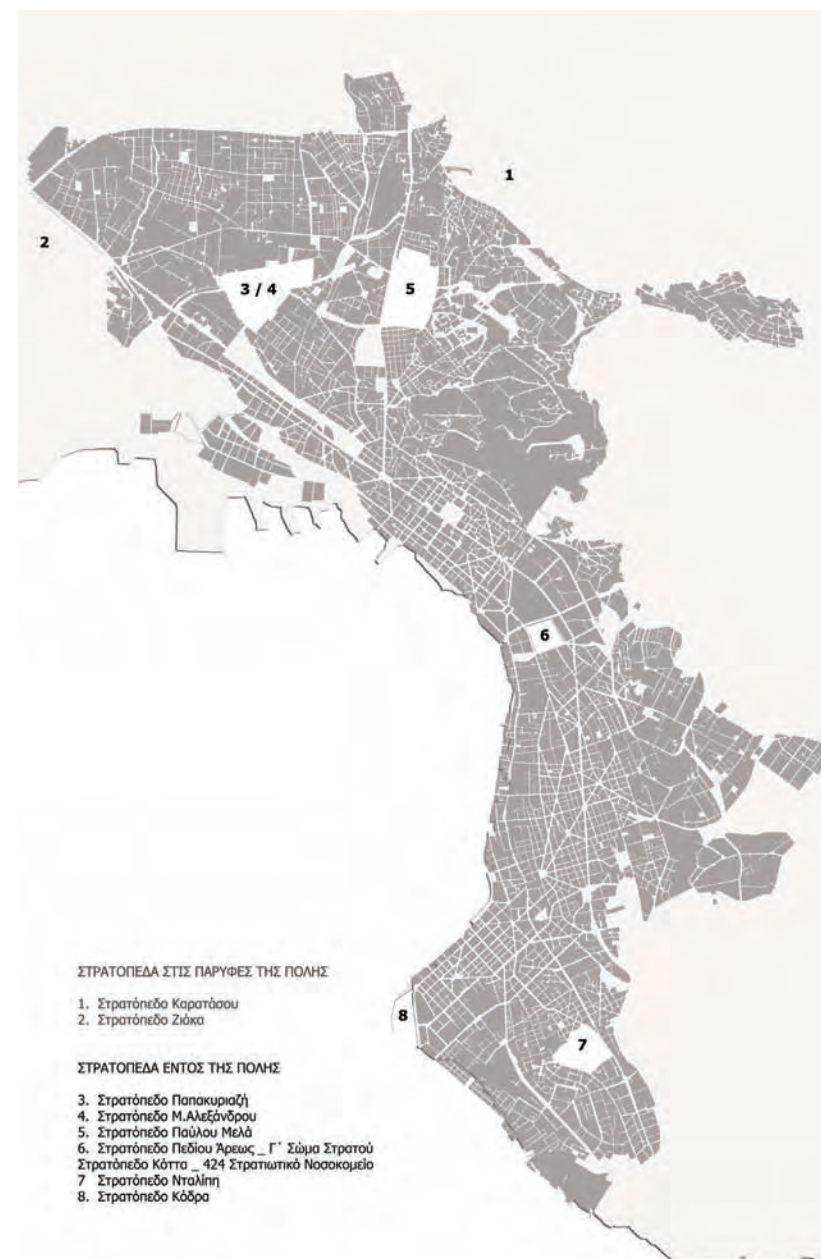 1
2
3 / 4
5
6
ΣΤΡΑΤΟΠΕΔΑ ΣΤΙΣ ΠΑΡΥΦΕΣ ΤΗΣ ΠΟΛΗΣ
1. Στρατόπεδο Καρατάσου
2. Στρατόπεδο Ζιάκα
8
7
ΣΤΡΑΤΟΠΕΔΑ ΕΝΤΟΣ ΤΗΣ ΠΟΛΗΣ
3. Στρατόπεδο Παπακυριαζή
4. Στρατόπεδο Μ.Αλεξάνδρου
5. Στρατόπεδο Παύλου Μελά
6. Στρατόπεδο Πεδίου Άρεως _ Γ΄ Σώμα Στρατού
Στρατόπεδο Κόττα _ 424 Στρατιωτικό Νοσοκομείο
7 Στρατόπεδο Νταλίπη
8. Στρατόπεδο Κόδρα